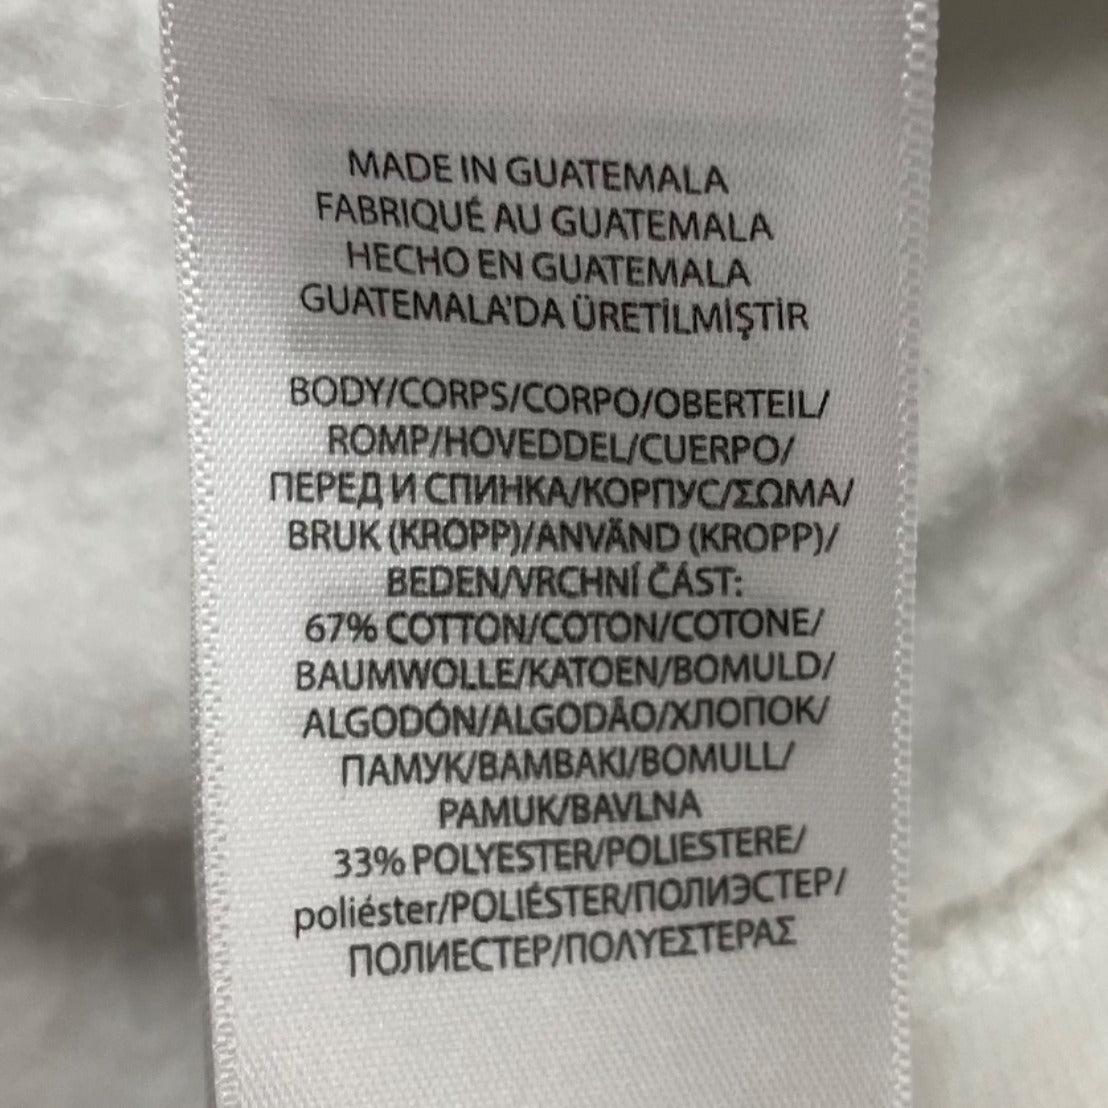 MADE IN GUATEMALA
FABRIQUÉ AU GUATEMALA
HECHO EN GUATEMALA
GUATEMALA'DA ÜRETİLMİŞTİR
BODY/CORPS/CORPO/OBERTEIL/
ROMP/HOVEDDEL/CUERPO/
ПЕРЕД И СПИНКА/КОРПУС/ΣΩΜΑ/
BRUK (KROPP)/ANVÄND (KROPP)/
BEDEN/VRCHNÍ ČÁST:
67% COTTON/COTON/COTONE/
BAUMWOLLE/KATOEN/BOMULD/
ALGODÓN/ALGODÃO/ХЛОПОК/
ПАМУК/ΒΑΜΒΑΚΙ/BOMULL/
PAMUK/BAVLNA
33% POLYESTER/POLIESTERE/
poliéster/POLIÉSTER/ПОЛИЭСТЕР/
ПОЛИЕСТЕР/ΠΟΛΥΕΣΤΕΡΑΣ